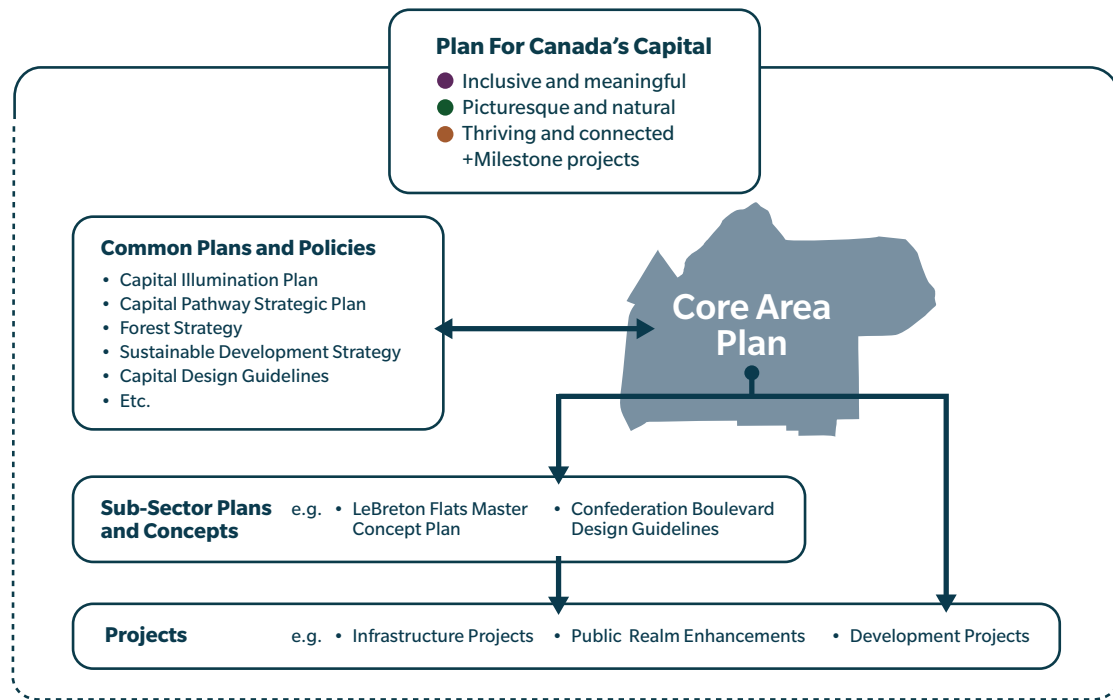 Plan For Canada's Capital
Inclusive and meaningful
Picturesque and natural
Thriving and connected
+Milestone projects
Common Plans and Policies
• Capital Illumination Plan
• Capital Pathway Strategic Plan
• Forest Strategy
• Sustainable Development Strategy
• Capital Design Guidelines
• Etc.
Core Area
Plan
Sub-Sector Plans
and Concepts
e.g. • LeBreton Flats Master
Concept Plan
• Confederation Boulevard
Design Guidelines
Projects
e.g. • Infrastructure Projects • Public Realm Enhancements • Development Projects